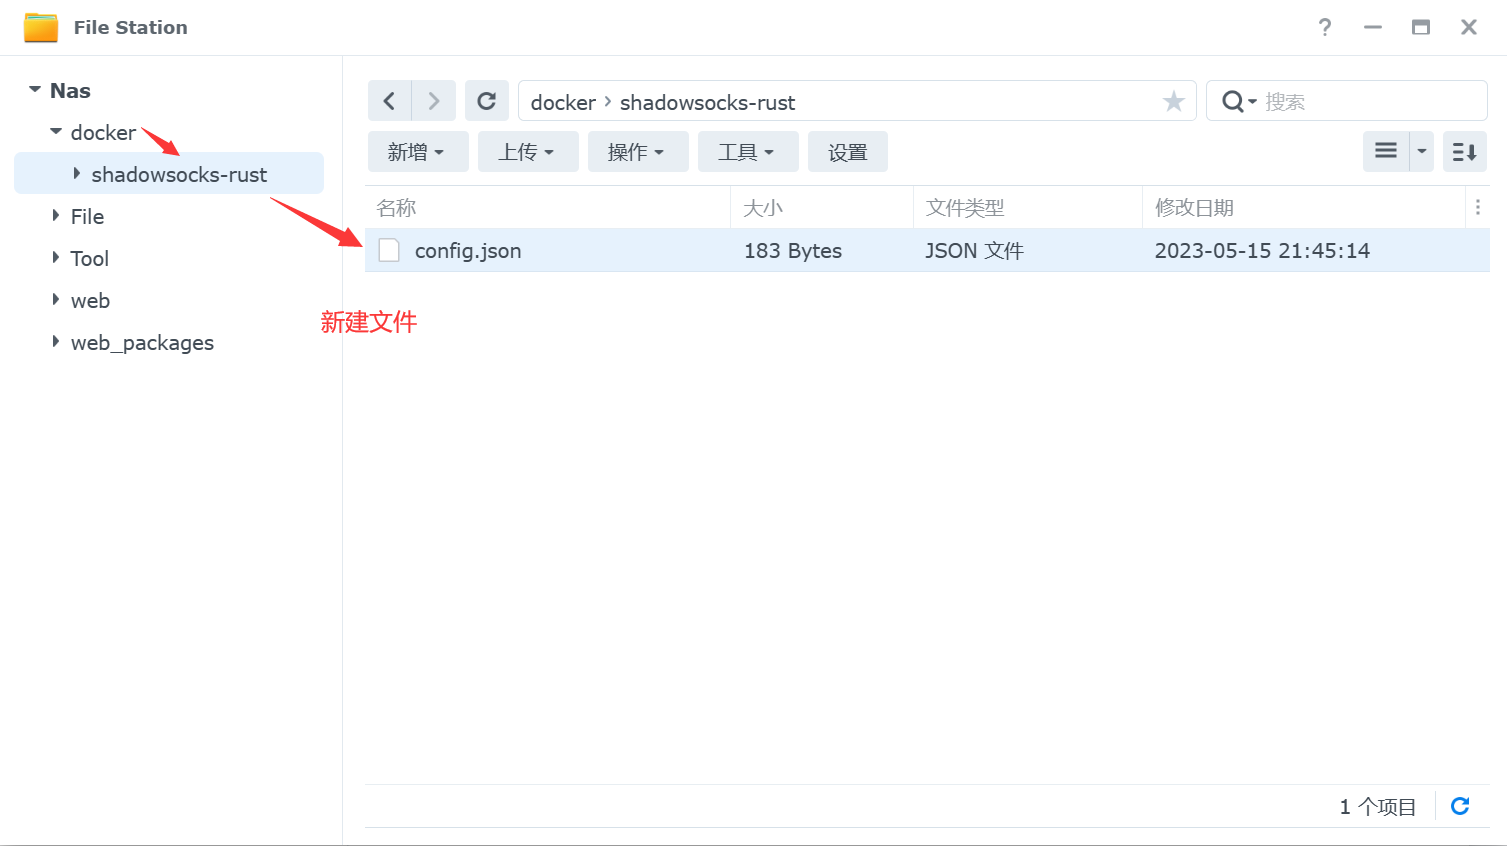 File Station
Nas
docker
shadowsocks-rust
File
Tool
web
web_packages
docker › shadowsocks-rust
搜索
新增
上传
操作
工具
设置
名称
大小
文件类型
修改日期
config.json
183 Bytes
JSON 文件
2023-05-15 21:45:14
新建文件
1 个项目